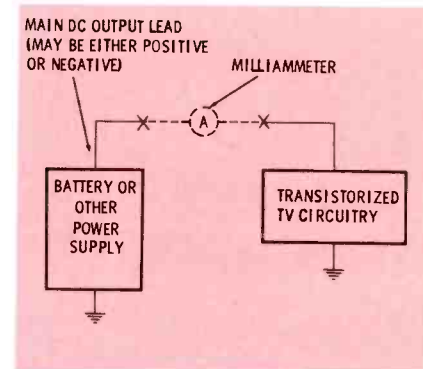 MAIN DC OUTPUT LEAD
(MAY BE EITHER POSITIVE
OR NEGATIVE)
MILLIAMMETER
A
BATTERY OR
OTHER
POWER
SUPPLY
TRANSISTORIZED
TV CIRCUITRY